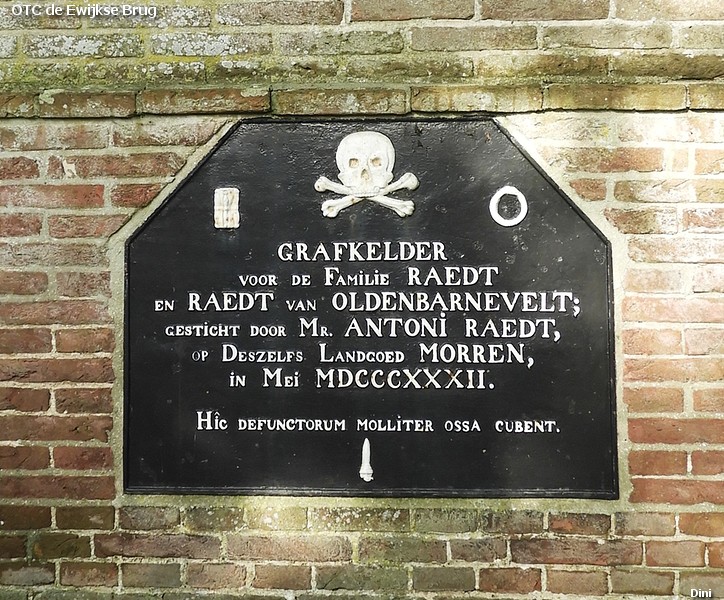 OTC de Ewijkse Brug
GRAFKELDER
VOOR DE FAMILIE RAEDT
EN RAEDT VAN OLDENBARNEVELT;
GESTICHT DOOR MR. ANTONI RAEDT,
OP DESZELFS LANDGOED MORREN,
IN MEI MDCCCXXXII.
HÎC DEFUNCTORUM MOLLITER OSSA CUBENT.
Dini